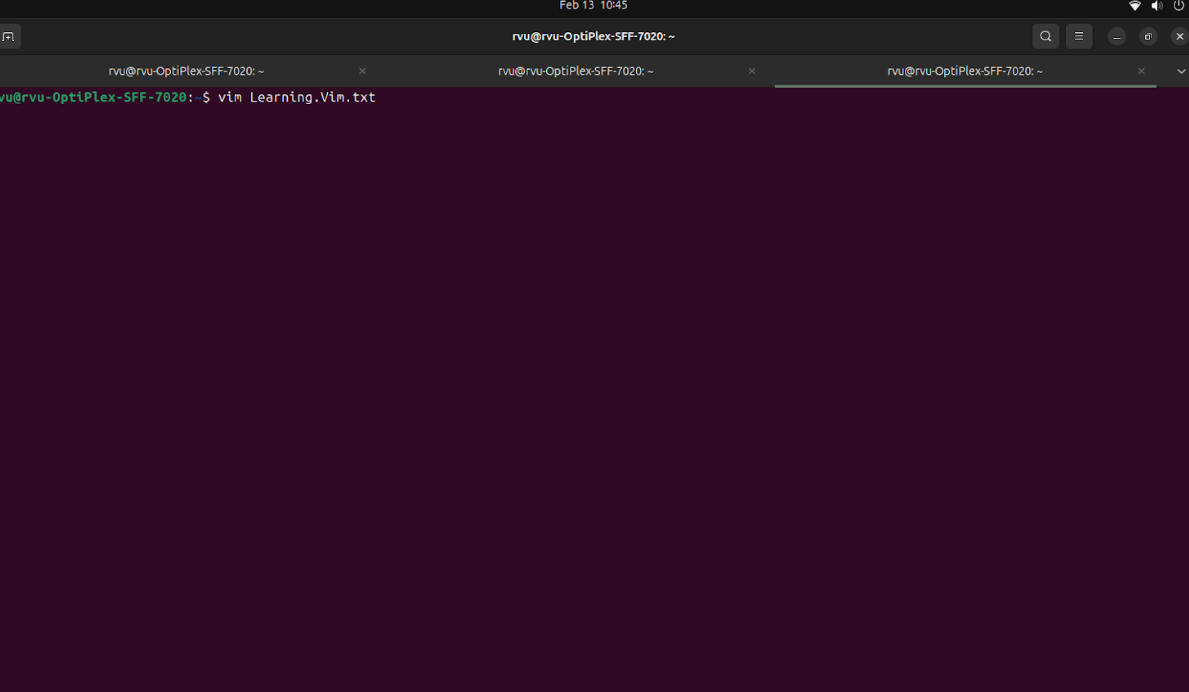 Feb 13 10:45
rvu@rvu-OptiPlex-SFF-7020: ~
rvu@rvu-OptiPlex-SFF-7020: ~ rvu@rvu-OptiPlex-SFF-7020: ~ rvu@rvu-OptiPlex-SFF-7020: ~
vu@rvu-OptiPlex-SFF-7020:~$ vim Learning.Vim.txt